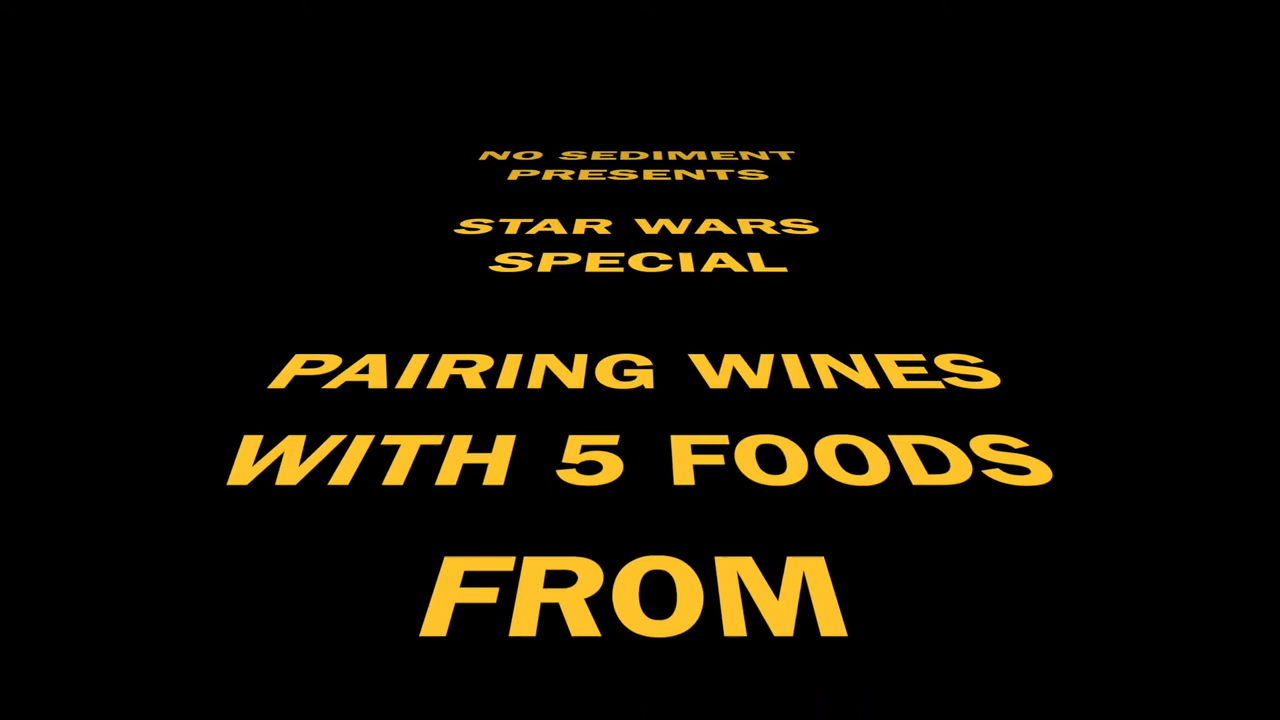 NO SEDIMENT
PRESENTS
STAR WARS
SPECIAL
PAIRING WINES
WITH 5 FOODS
FROM